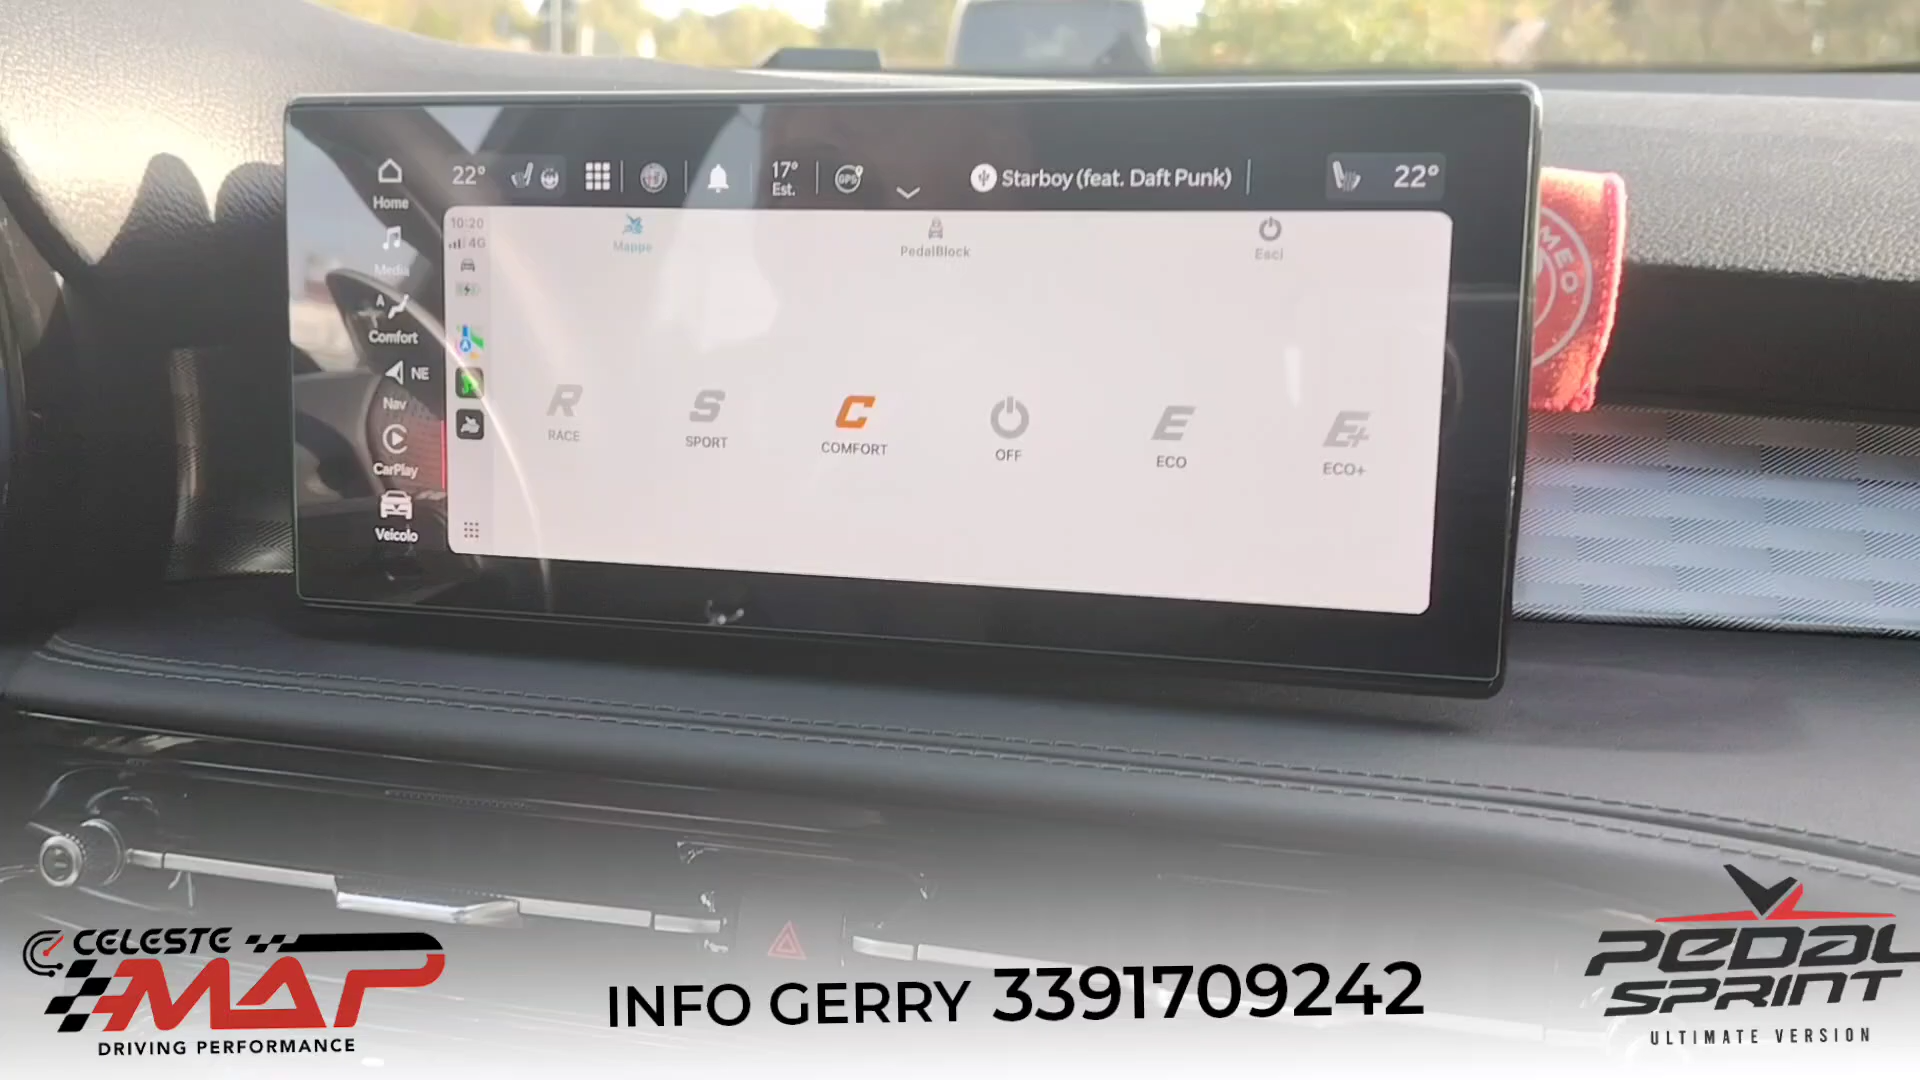 Home
Media
A
Comfort
NE
Nav
CarPlay
Veicolo
22°
17°
Est.
GPS
Starboy (feat. Daft Punk)
22°
10:20
4G
Mappe
PedalBlock
Esci
R
RACE
S
SPORT
C
COMFORT
OFF
E
ECO
E+
ECO+
MEO
CELESTE
MAP
DRIVING PERFORMANCE
INFO GERRY 3391709242
PEDAL
SPRINT
ULTIMATE VERSION